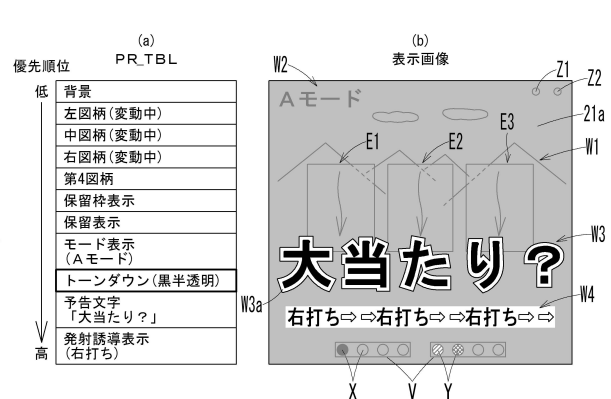 (a)
PR_TBL
優先順位
低
背景
左図柄(変動中)
中図柄(変動中)
右図柄(変動中)
第4図柄
保留枠表示
保留表示
モード表示
(Aモード)
トーンダウン(黒半透明)
予告文字
「大当たり?」
発射誘導表示
(右打ち)
高
(b)
表示画像
W2
Z1
Z2
Aモード
21a
E1
E2
E3
W1
W3
大当たり?
W3a
W4
右打ち⇨ ⇨右打ち⇨ ⇨右打ち⇨ ⇨
X
V
Y